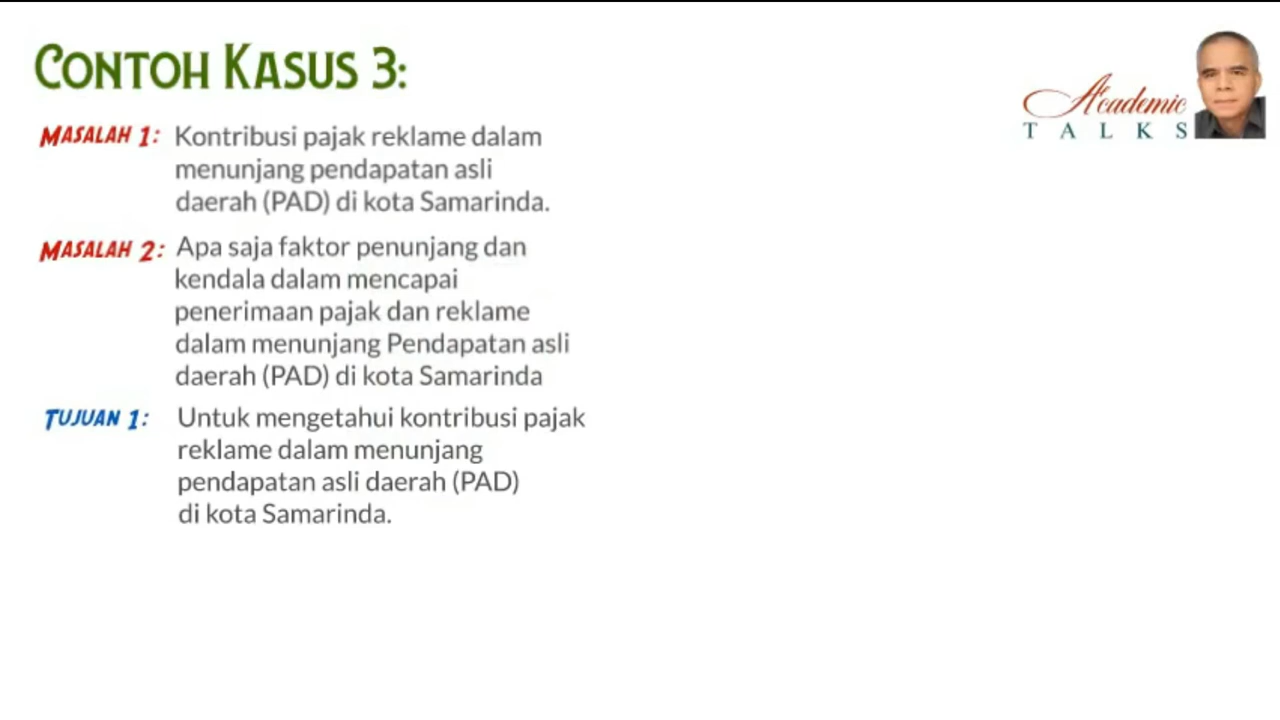 CONTOH KASUS 3:
Academic
TALKS
MASALAH 1: Kontribusi pajak reklame dalam
menunjang pendapatan asli
daerah (PAD) di kota Samarinda.
MASALAH 2: Apa saja faktor penunjang dan
kendala dalam mencapai
penerimaan pajak dan reklame
dalam menunjang Pendapatan asli
daerah (PAD) di kota Samarinda
TUJUAN 1: Untuk mengetahui kontribusi pajak
reklame dalam menunjang
pendapatan asli daerah (PAD)
di kota Samarinda.